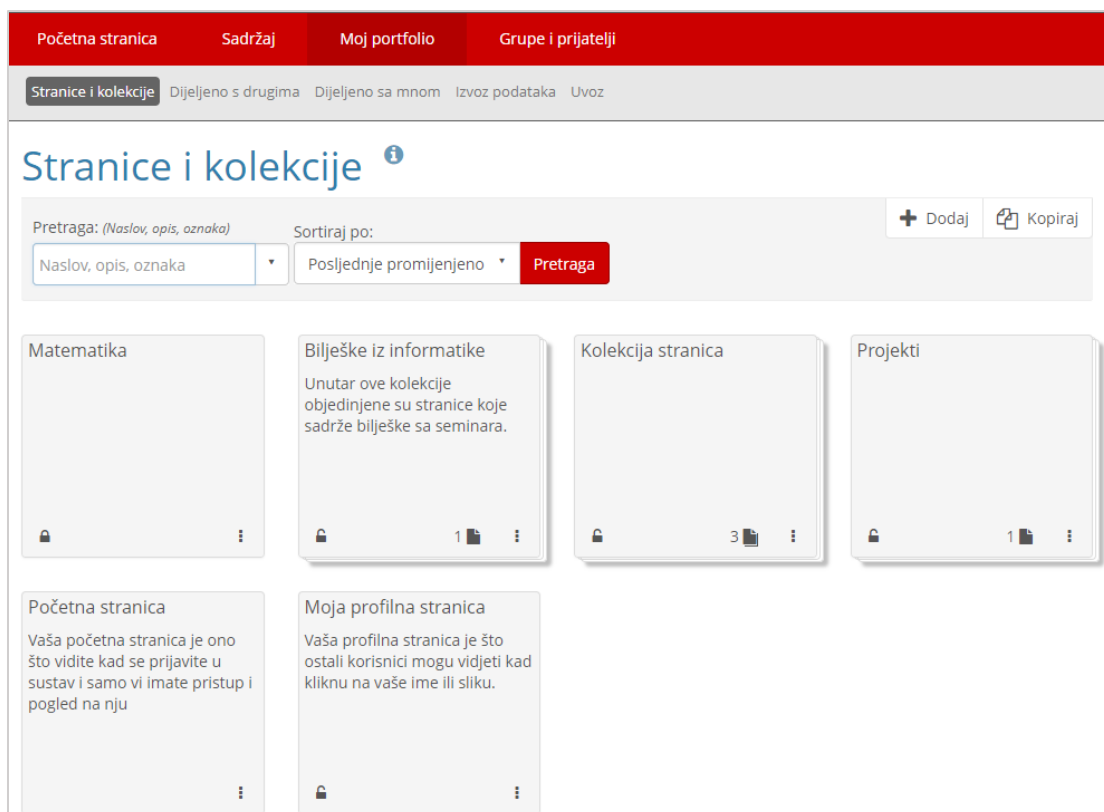 Početna stranica Sadržaj Moj portfolio Grupe i prijatelji
Stranice i kolekcije Dijeljeno s drugima Dijeljeno sa mnom Izvoz podataka Uvoz
Stranice i kolekcije
Dodaj Kopiraj
Pretraga: (Naslov, opis, oznaka) Sortiraj po:
Naslov, opis, oznaka Posljednje promijenjeno Pretraga
Matematika
Bilješke iz informatike
Unutar ove kolekcije
objedinjene su stranice koje
sadrže bilješke sa seminara.
1
Kolekcija stranica
3
Projekti
1
Početna stranica
Vaša početna stranica je ono
što vidite kad se prijavite u
sustav i samo vi imate pristup i
pogled na nju
Moja profilna stranica
Vaša profilna stranica je što
ostali korisnici mogu vidjeti kad
kliknu na vaše ime ili sliku.